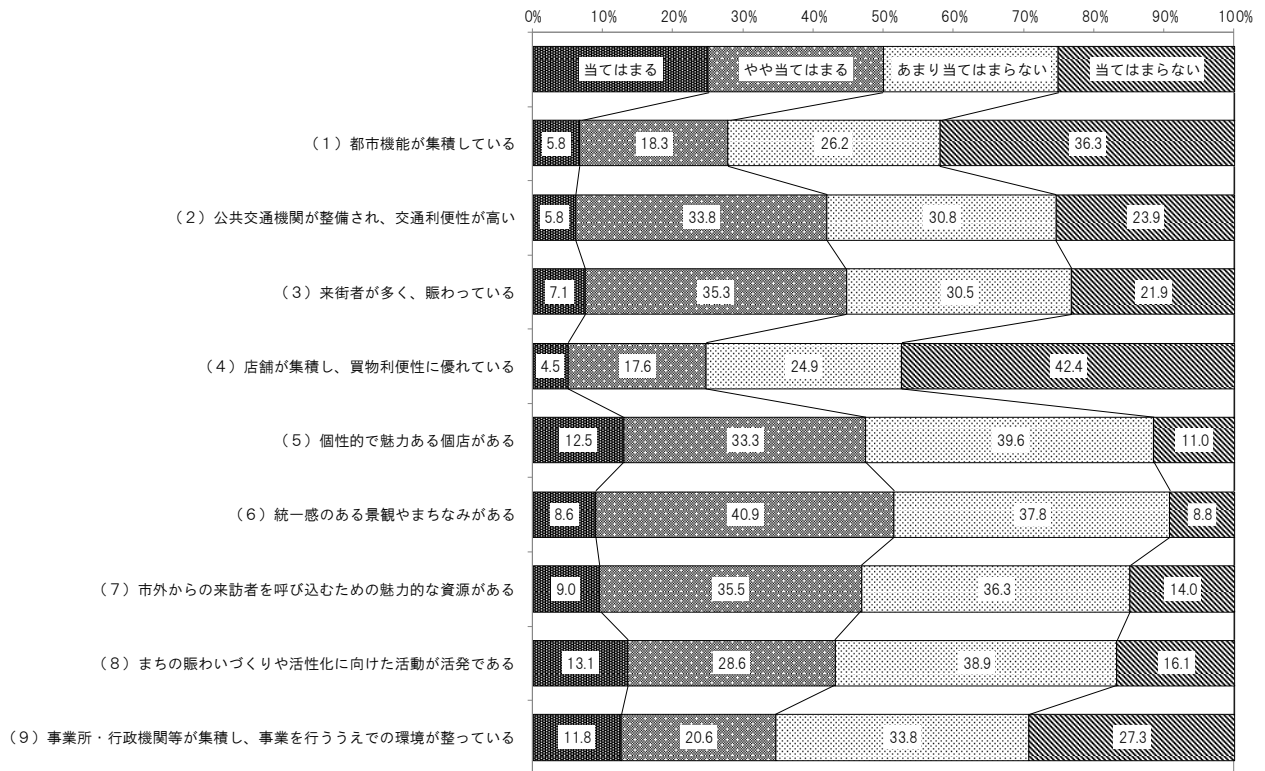 0% 10% 20% 30% 40% 50% 60% 70% 80% 90% 100%
当てはまる やや当てはまる あまり当てはまらない 当てはまらない
（１）都市機能が集積している 5.8 18.3 26.2 36.3
（２）公共交通機関が整備され、交通利便性が高い 5.8 33.8 30.8 23.9
（３）来街者が多く、賑わっている 7.1 35.3 30.5 21.9
（４）店舗が集積し、買物利便性に優れている 4.5 17.6 24.9 42.4
（５）個性的で魅力ある個店がある 12.5 33.3 39.6 11.0
（６）統一感のある景観やまちなみがある 8.6 40.9 37.8 8.8
（７）市外からの来訪者を呼び込むための魅力的な資源がある 9.0 35.5 36.3 14.0
（８）まちの賑わいづくりや活性化に向けた活動が活発である 13.1 28.6 38.9 16.1
（９）事業所・行政機関等が集積し、事業を行ううえでの環境が整っている 11.8 20.6 33.8 27.3